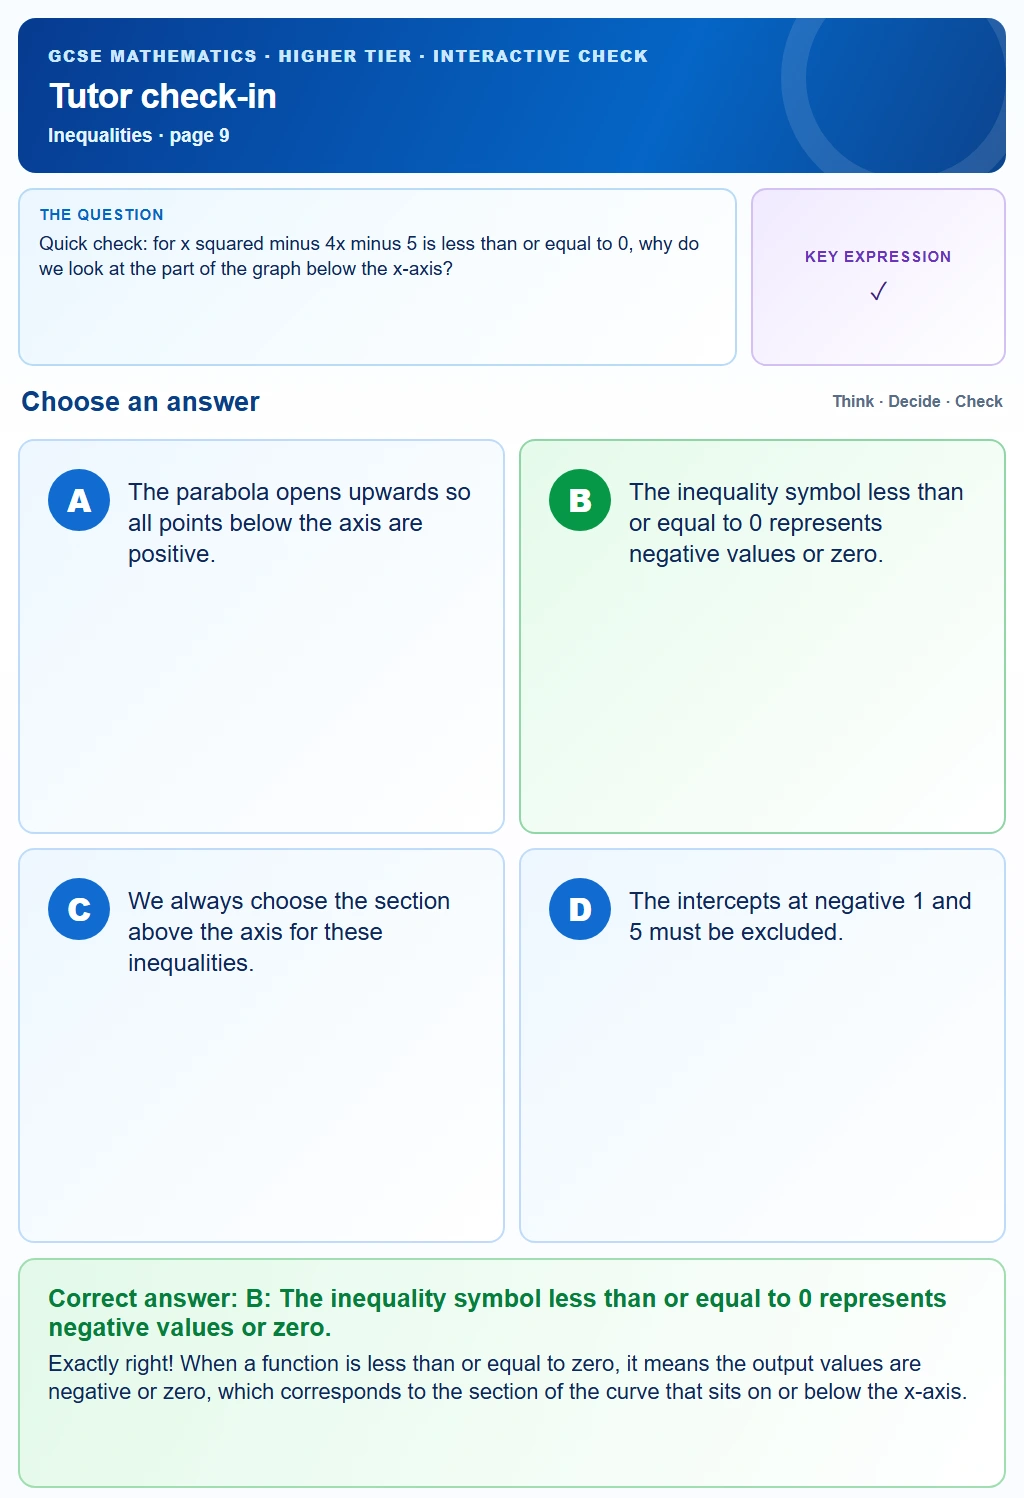 GCSE MATHEMATICS · HIGHER TIER · INTERACTIVE CHECK
Tutor check-in
Inequalities · page 9
THE QUESTION
Quick check: for x squared minus 4x minus 5 is less than or equal to 0, why do
we look at the part of the graph below the x-axis?
KEY EXPRESSION
✓
Choose an answer
Think · Decide · Check
A
The parabola opens upwards so
all points below the axis are
positive.
B
The inequality symbol less than
or equal to 0 represents
negative values or zero.
C
We always choose the section
above the axis for these
inequalities.
D
The intercepts at negative 1 and
5 must be excluded.
Correct answer: B: The inequality symbol less than or equal to 0 represents
negative values or zero.
Exactly right! When a function is less than or equal to zero, it means the output values are
negative or zero, which corresponds to the section of the curve that sits on or below the x-axis.